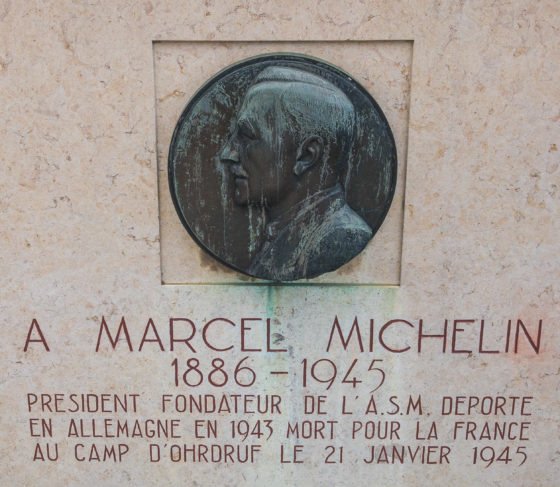 A MARCEL MICHELIN
1886-1945
PRESIDENT FONDATEUR DE L'A.S.M. DEPORTE
EN ALLEMAGNE EN 1943 MORT POUR LA FRANCE
AU CAMP D'OHRDRUF LE 21 JANVIER 1945